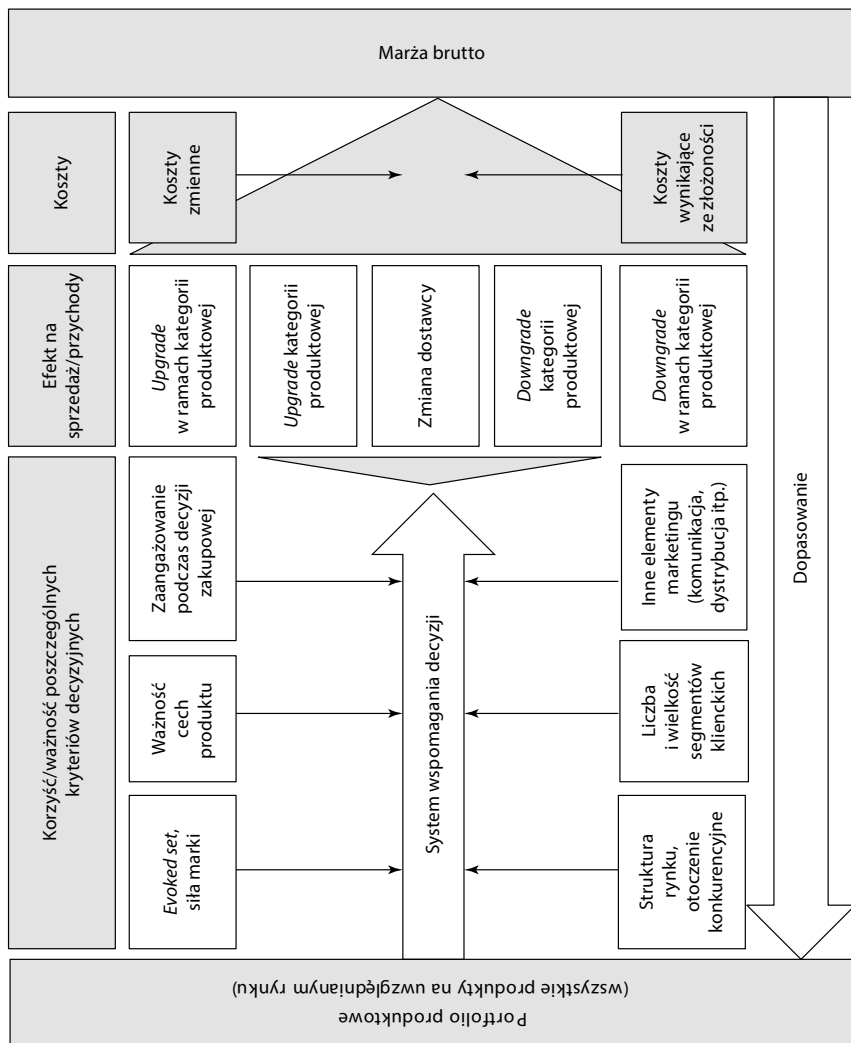 Portfolio produktowe
(wszystkie produkty na uwzględnianym rynku)
Korzyść/ważność poszczególnych
kryteriów decyzyjnych
Efekt na
sprzedaż/przychody
Koszty
Marża brutto
Evoked set,
siła marki
Ważność
cech
produktu
Zaangażowanie
podczas decyzji
zakupowej
Upgrade
w ramach kategorii
produktowej
Koszty
zmienne
Upgrade kategorii
produktowej
System wspomagania decyzji
Zmiana dostawcy
Downgrade
kategorii
produktowej
Struktura
rynku,
otoczenie
konkurencyjne
Liczba
i wielkość
segmentów
klienckich
Inne elementy
marketingu
(komunikacja,
dystrybucja itp.)
Downgrade
w ramach kategorii
produktowej
Koszty
wynikające
ze złożoności
Dopasowanie